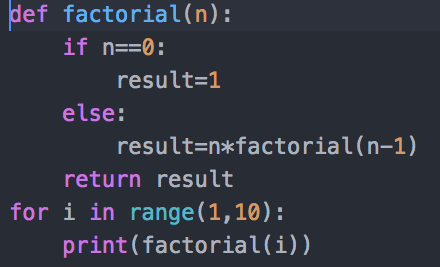 def factorial(n):
    if n==0:
        result=1
    else:
        result=n*factorial(n-1)
    return result
for i in range(1,10):
    print(factorial(i))